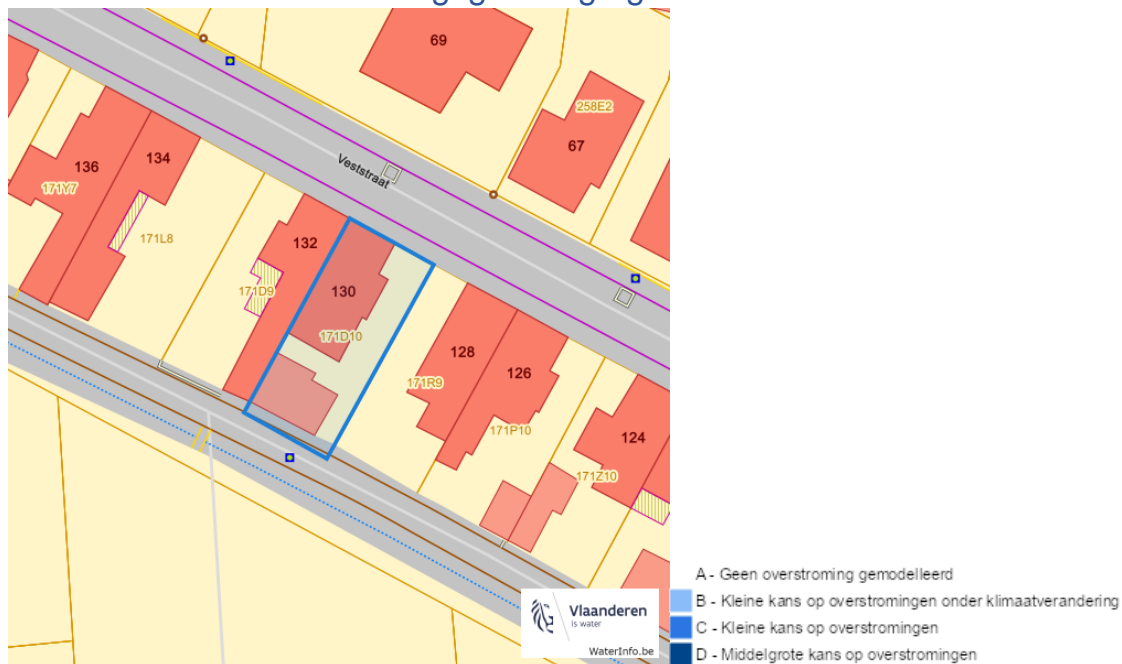 69
258E2
67
136
134
Veststraat
171Y7
171L8
132
171D9
130
171D10
128
171R9
126
171P10
124
171Z10
Vlaanderen
is water
WaterInfo.be
A - Geen overstroming gemodelleerd
B - Kleine kans op overstromingen onder klimaatverandering
C - Kleine kans op overstromingen
D - Middelgrote kans op overstromingen